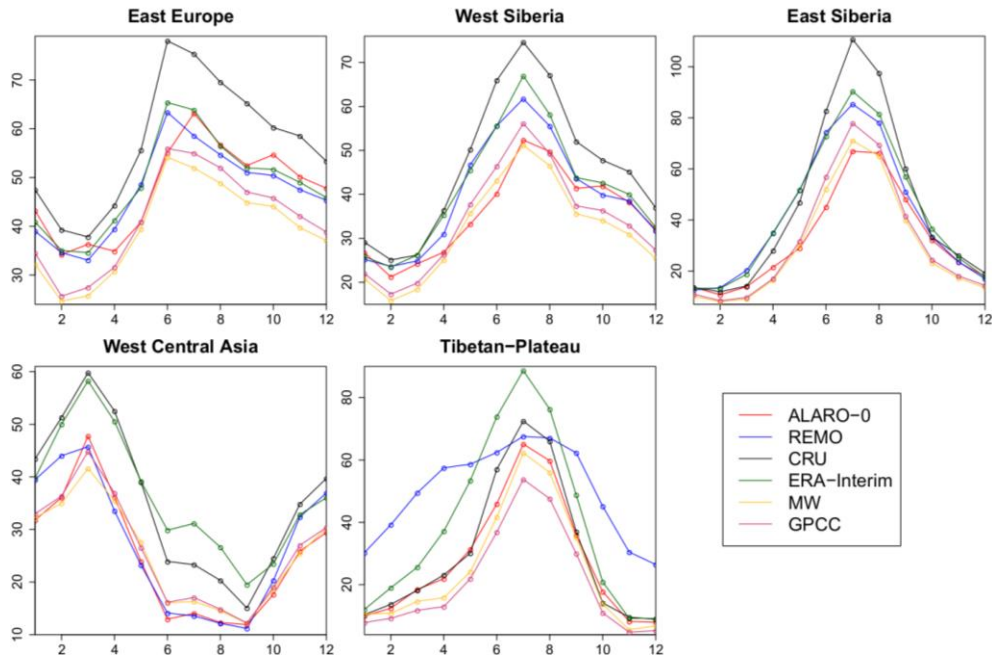 East Europe
70
60
50
40
30
2 4 6 8 10 12
West Siberia
70
60
50
40
30
20
2 4 6 8 10 12
East Siberia
100
80
60
40
20
2 4 6 8 10 12
West Central Asia
60
50
40
30
20
10
2 4 6 8 10 12
Tibetan−Plateau
80
60
40
20
2 4 6 8 10 12
ALARO−0
REMO
CRU
ERA−Interim
MW
GPCC